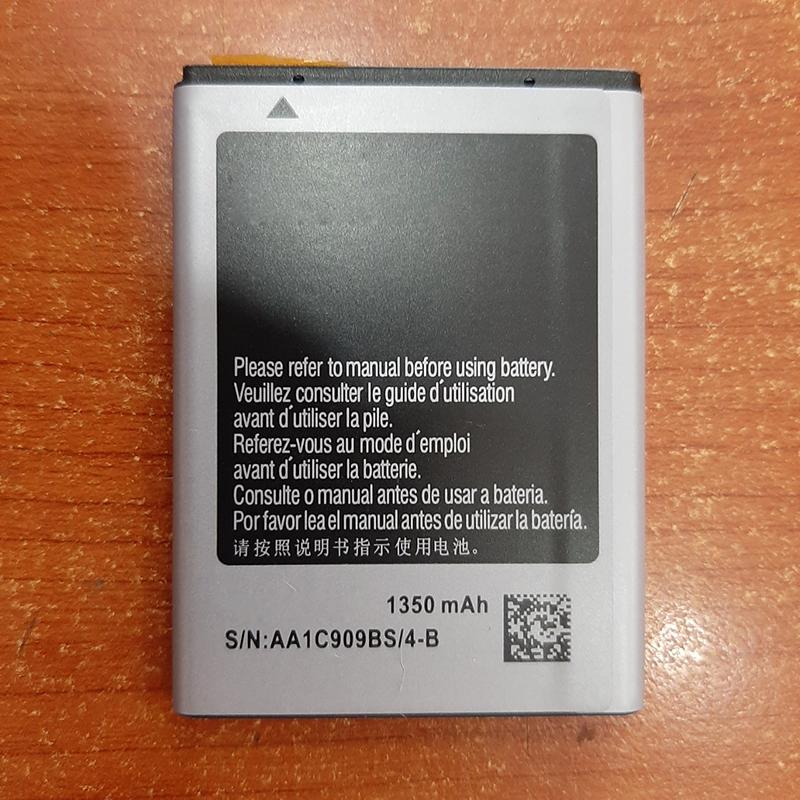 Please refer to manual before using battery.
Veuillez consulter le guide d´utilisation
avant d´utiliser la pile.
Referez-vous au mode d´emploi
avant d´utiliser la batterie.
Consulte o manual antes de usar a bateria.
Por favor lea el manual antes de utilizar la batería.
请按照说明书指示使用电池。
1350 mAh
S/N:AA1C909BS/4-B